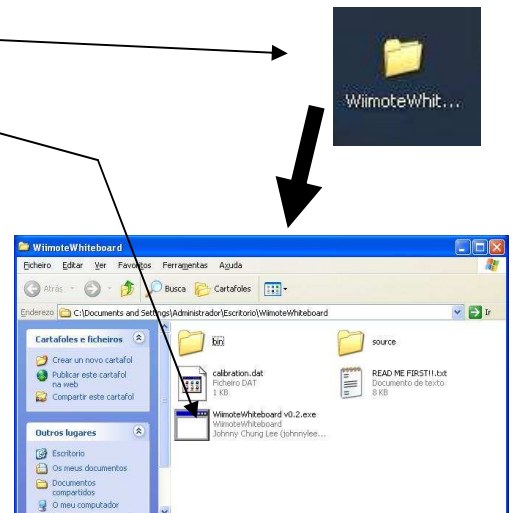 WiimoteWhit...
WiimoteWhiteboard
Ficheiro Editar Ver Favoritos Ferramentas Axuda
Atrás Busca Cartafoles
Enderezo C:\Documents and Settings\Administrador\Escritorio\WiimoteWhiteboard Ir
Cartafoles e ficheiros
Crear un novo cartafol
Publicar este cartafol
na web
Compartir este cartafol
Outros lugares
Escritorio
Os meus documentos
Documentos
compartidos
O meu computador
bin
source
calibration.dat
Ficheiro DAT
1 KB
READ ME FIRST!!.txt
Documento de texto
8 KB
WiimoteWhiteboard v0.2.exe
WiimoteWhiteboard
Johnny Chung Lee (johnnylee...